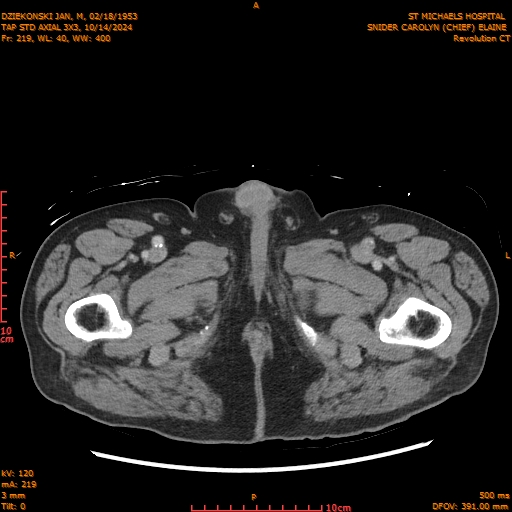 A
DZIEKONSKI JAN, M, 02/18/1953
TAP STD AXIAL 3X3, 10/14/2024
Fr: 219, WL: 40, WW: 400
ST MICHAELS HOSPITAL
SNIDER CAROLYN (CHIEF) ELAINE
Revolution CT
R
L
10
cm
kV: 120
mA: 219
3 mm
Tilt: 0
P
10cm
500 ms
DFOV: 391.00 mm